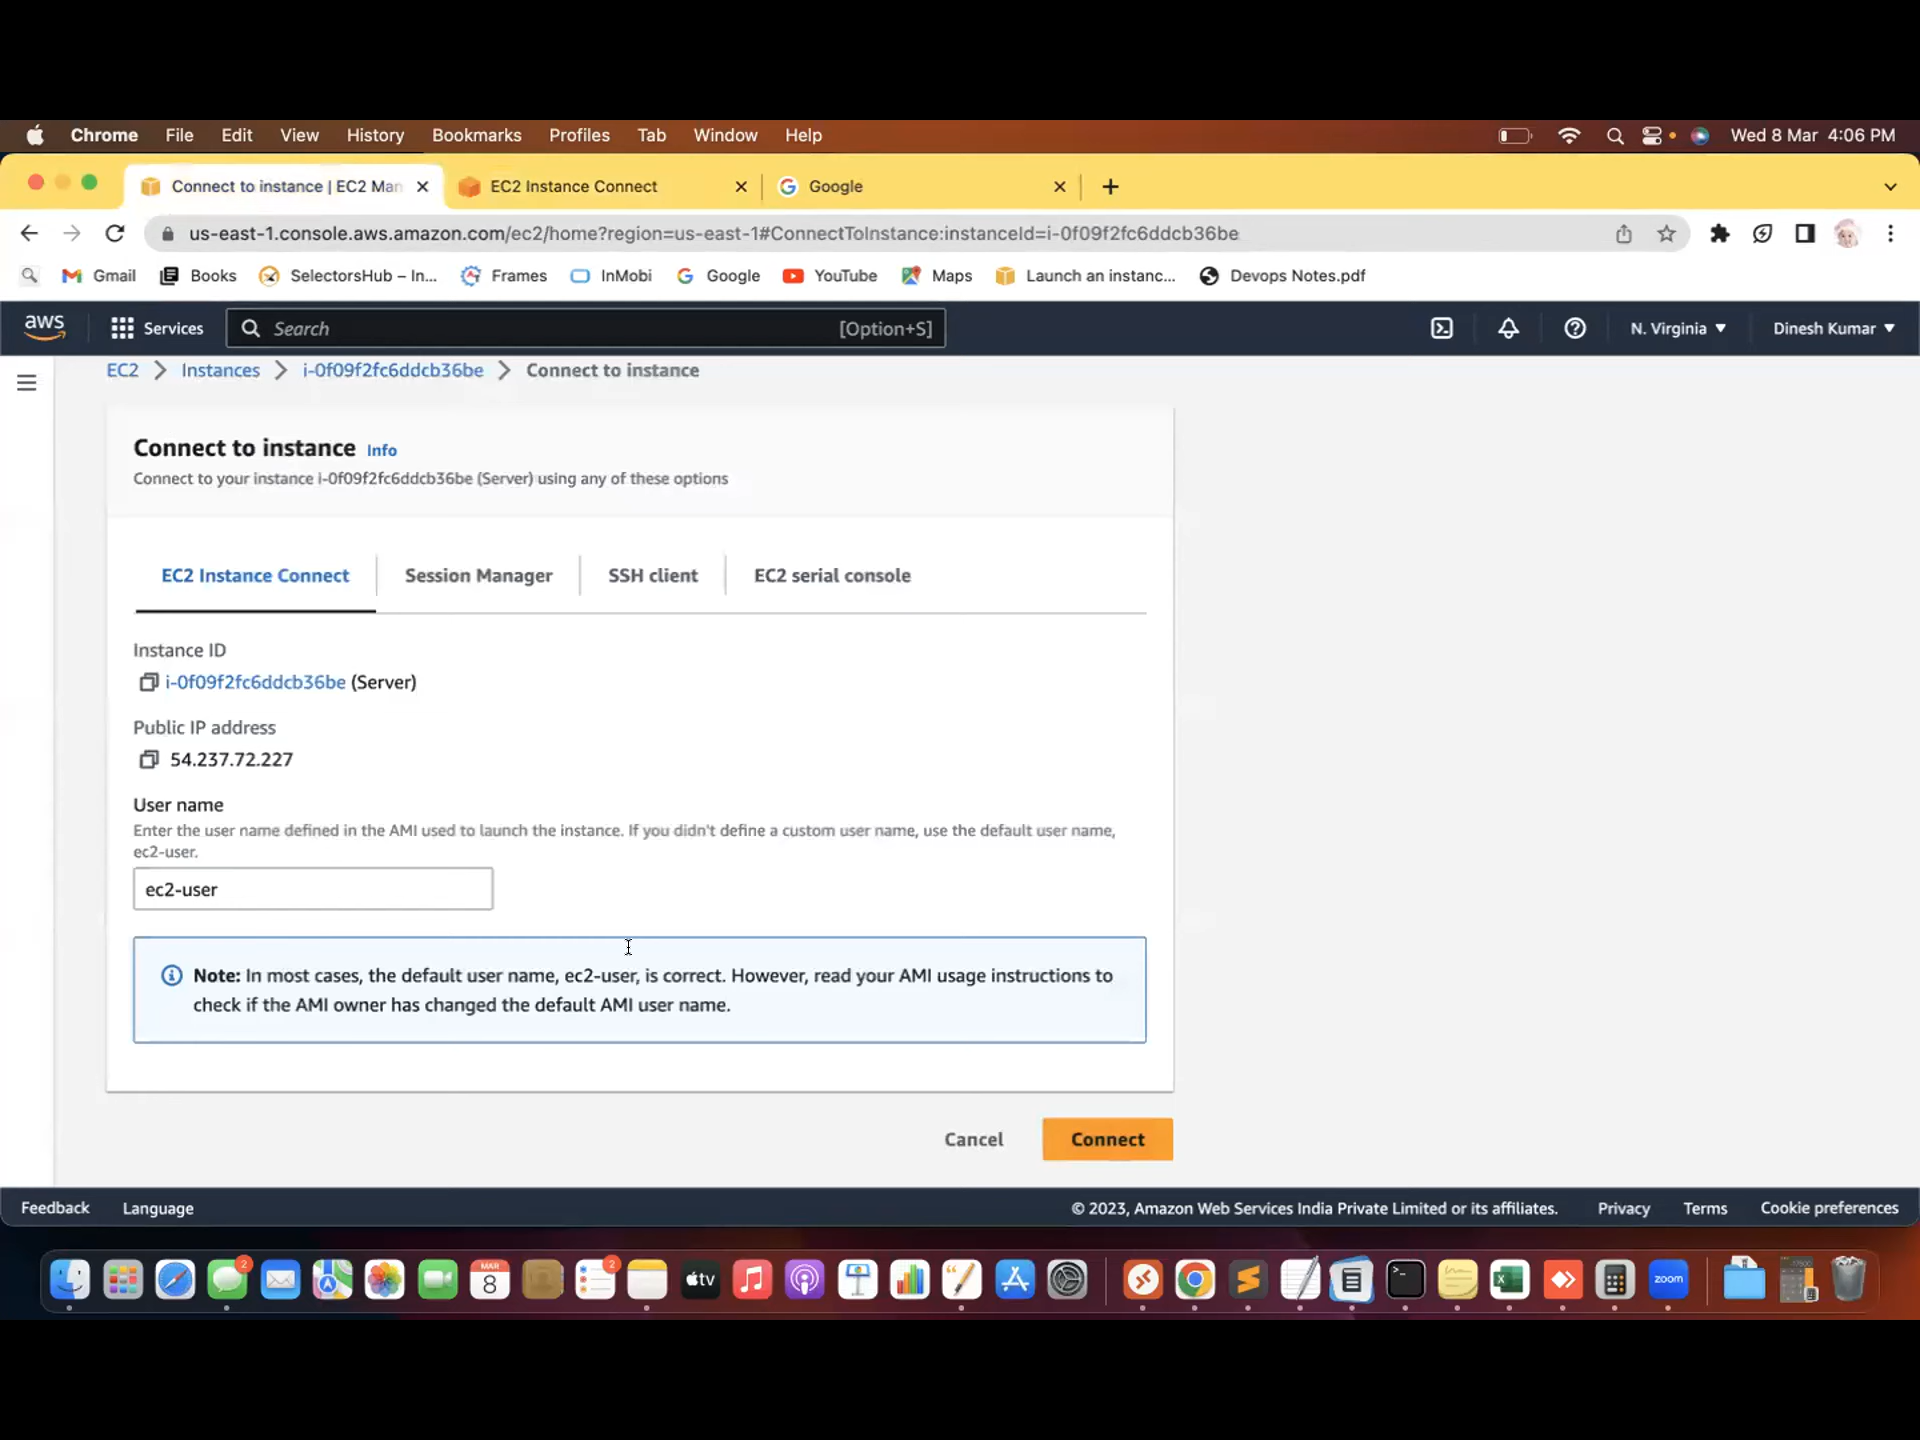 Chrome File Edit View History Bookmarks Profiles Tab Window Help Wed 8 Mar 4:06 PM
Connect to instance | EC2 Man EC2 Instance Connect Google
us-east-1.console.aws.amazon.com/ec2/home?region=us-east-1#ConnectToInstance:instanceId=i-0f09f2fc6ddcb36be
Gmail Books SelectorsHub – In... Frames InMobi Google YouTube Maps Launch an instanc... Devops Notes.pdf
aws Services Search [Option+S] N. Virginia Dinesh Kumar
EC2 Instances i-0f09f2fc6ddcb36be Connect to instance
Connect to instance Info
Connect to your instance i-0f09f2fc6ddcb36be (Server) using any of these options
EC2 Instance Connect Session Manager SSH client EC2 serial console
Instance ID
i-0f09f2fc6ddcb36be (Server)
Public IP address
54.237.72.227
User name
Enter the user name defined in the AMI used to launch the instance. If you didn't define a custom user name, use the default user name,
ec2-user.
ec2-user
Note: In most cases, the default user name, ec2-user, is correct. However, read your AMI usage instructions to
check if the AMI owner has changed the default AMI user name.
Cancel Connect
Feedback Language © 2023, Amazon Web Services India Private Limited or its affiliates. Privacy Terms Cookie preferences
2 MAR 8 2 tv zoom